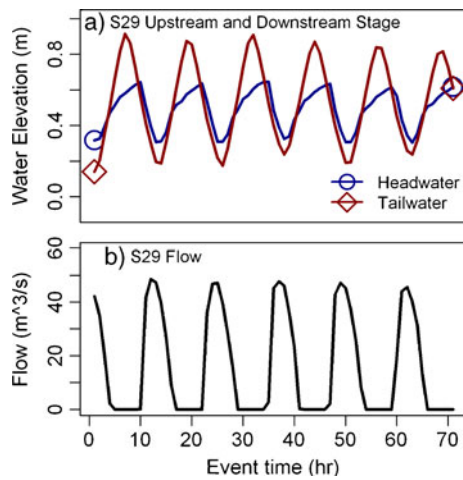 a) S29 Upstream and Downstream Stage
Water Elevation (m)
0.8
0.4
0.0
Headwater
Tailwater
b) S29 Flow
Flow (m^3/s)
60
40
20
0
0 10 20 30 40 50 60 70
Event time (hr)